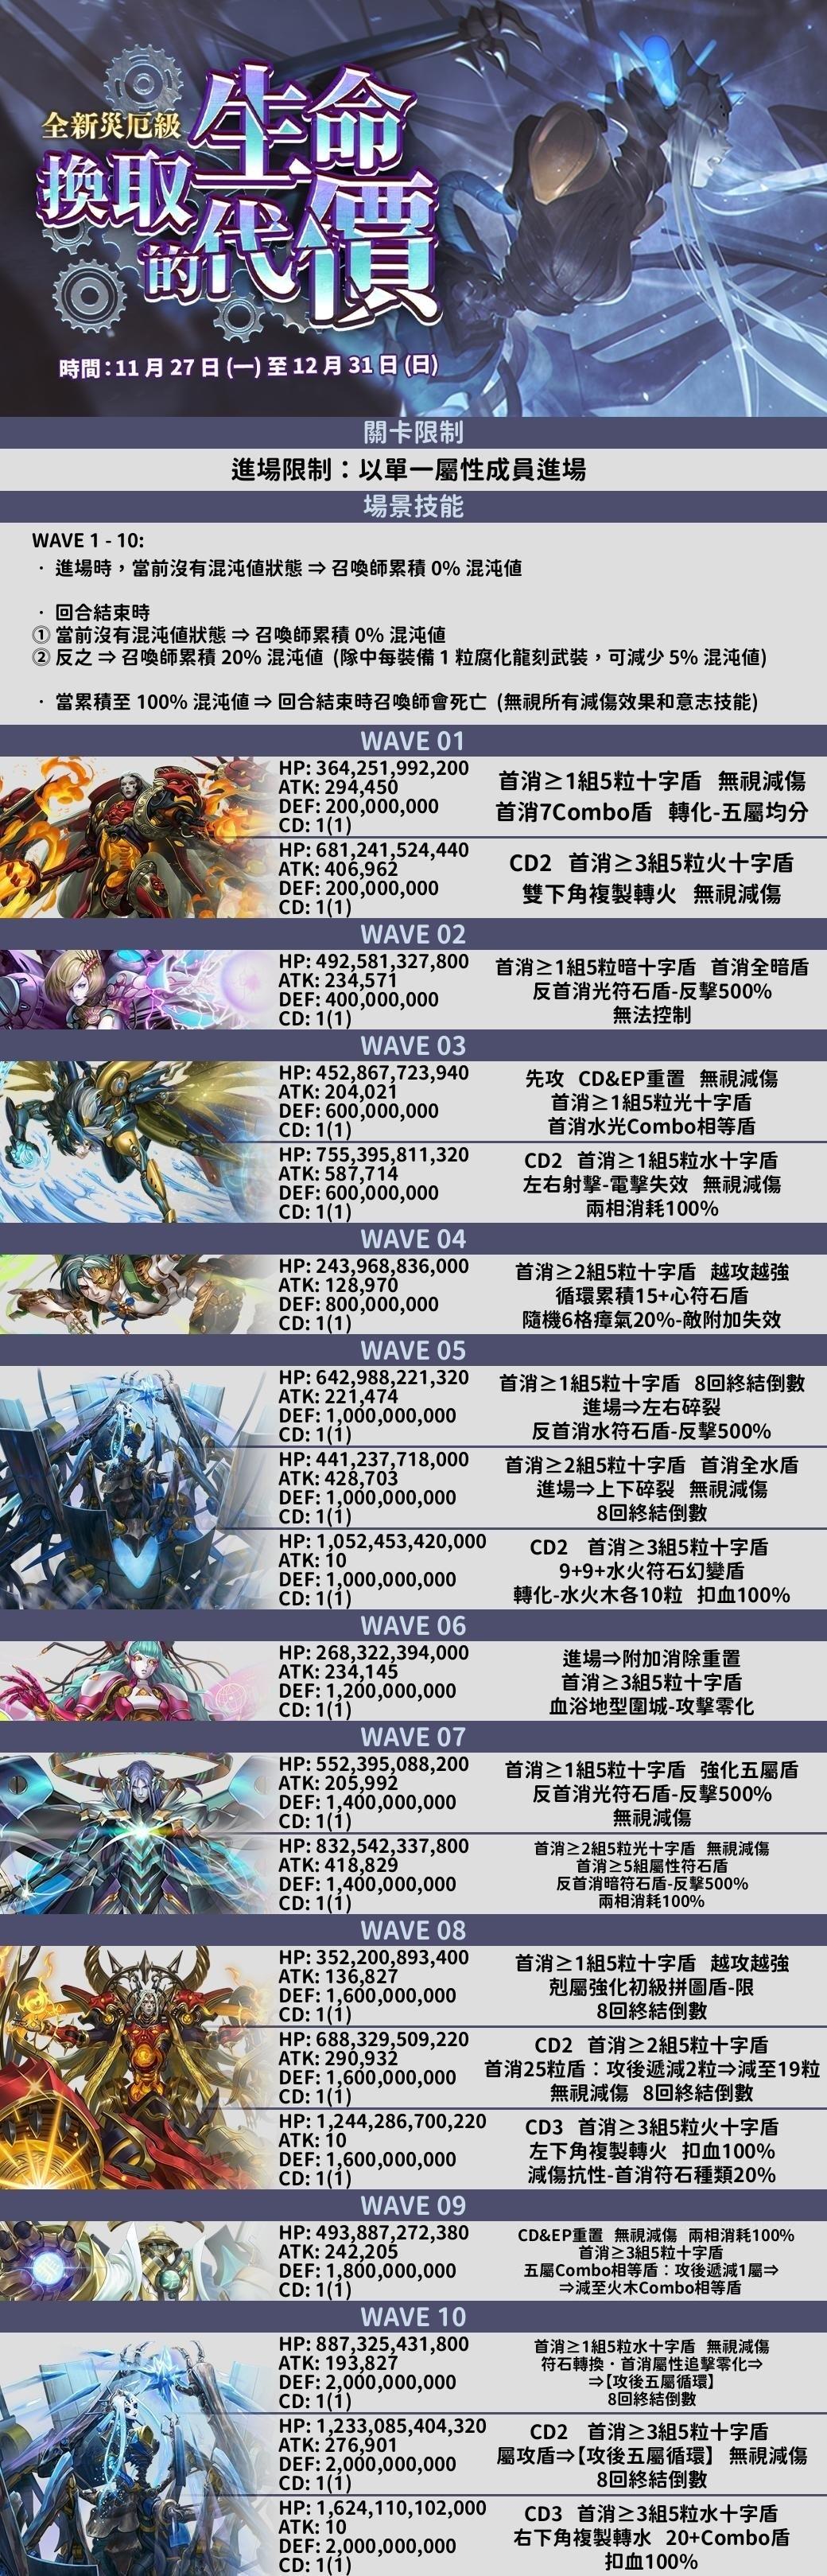 全新災厄級
換取生命
的代價
時間:11 月 27 日 (一) 至 12 月 31 日 (日)
關卡限制
進場限制：以單一屬性成員進場
場景技能
WAVE 1 - 10:
· 進場時，當前沒有混沌值狀態 ⇒ 召喚師累積 0% 混沌值
· 回合結束時
① 當前沒有混沌值狀態 ⇒ 召喚師累積 0% 混沌值
② 反之 ⇒ 召喚師累積 20% 混沌值 (隊中每裝備 1 粒腐化龍刻武裝，可減少 5% 混沌值)
· 當累積至 100% 混沌值 ⇒ 回合結束時召喚師會死亡 (無視所有減傷效果和意志技能)
WAVE 01
HP: 364,251,992,200
ATK: 294,450
DEF: 200,000,000
CD: 1(1)
首消≥1組5粒十字盾 無視減傷
首消7Combo盾 轉化-五屬均分
HP: 681,241,524,440
ATK: 406,962
DEF: 200,000,000
CD: 1(1)
CD2 首消≥3組5粒火十字盾
雙下角複製轉火 無視減傷
WAVE 02
HP: 492,581,327,800
ATK: 234,571
DEF: 400,000,000
CD: 1(1)
首消≥1組5粒暗十字盾 首消全暗盾
反首消光符石盾-反擊500%
無法控制
WAVE 03
HP: 452,867,723,940
ATK: 204,021
DEF: 600,000,000
CD: 1(1)
先攻 CD&EP重置 無視減傷
首消≥1組5粒光十字盾
首消水光Combo相等盾
HP: 755,395,811,320
ATK: 587,714
DEF: 600,000,000
CD: 1(1)
CD2 首消≥1組5粒水十字盾
左右射擊-電擊失效 無視減傷
兩相消耗100%
WAVE 04
HP: 243,968,836,000
ATK: 128,970
DEF: 800,000,000
CD: 1(1)
首消≥2組5粒十字盾 越攻越強
循環累積15+心符石盾
隨機6格瘴氣20%-敵附加失效
WAVE 05
HP: 642,988,221,320
ATK: 221,474
DEF: 1,000,000,000
CD: 1(1)
首消≥1組5粒十字盾 8回終結倒數
進場⇒左右碎裂
反首消水符石盾-反擊500%
HP: 441,237,718,000
ATK: 428,703
DEF: 1,000,000,000
CD: 1(1)
首消≥2組5粒十字盾 首消全水盾
進場⇒上下碎裂 無視減傷
8回終結倒數
HP: 1,052,453,420,000
ATK: 10
DEF: 1,000,000,000
CD: 1(1)
CD2 首消≥3組5粒十字盾
9+9+水火符石幻變盾
轉化-水火木各10粒 扣血100%
WAVE 06
HP: 268,322,394,000
ATK: 234,145
DEF: 1,200,000,000
CD: 1(1)
進場⇒附加消除重置
首消≥3組5粒十字盾
血浴地型圍城-攻擊零化
WAVE 07
HP: 552,395,088,200
ATK: 205,992
DEF: 1,400,000,000
CD: 1(1)
首消≥1組5粒十字盾 強化五屬盾
反首消光符石盾-反擊500%
無視減傷
HP: 832,542,337,800
ATK: 418,829
DEF: 1,400,000,000
CD: 1(1)
首消≥2組5粒光十字盾 無視減傷
首消≥5組屬性符石盾
反首消暗符石盾-反擊500%
兩相消耗100%
WAVE 08
HP: 352,200,893,400
ATK: 136,827
DEF: 1,600,000,000
CD: 1(1)
首消≥1組5粒十字盾 越攻越強
剋屬強化初級拼圖盾-限
8回終結倒數
HP: 688,329,509,220
ATK: 290,932
DEF: 1,600,000,000
CD: 1(1)
CD2 首消≥2組5粒十字盾
首消25粒盾：攻後遞減2粒⇒減至19粒
無視減傷 8回終結倒數
HP: 1,244,286,700,220
ATK: 10
DEF: 1,600,000,000
CD: 1(1)
CD3 首消≥3組5粒火十字盾
左下角複製轉火 扣血100%
減傷抗性-首消符石種類20%
WAVE 09
HP: 493,887,272,380
ATK: 242,205
DEF: 1,800,000,000
CD: 1(1)
CD&EP重置 無視減傷 兩相消耗100%
首消≥3組5粒十字盾
五屬Combo相等盾：攻後遞減1屬⇒
⇒減至火木Combo相等盾
WAVE 10
HP: 887,325,431,800
ATK: 193,827
DEF: 2,000,000,000
CD: 1(1)
首消≥1組5粒水十字盾 無視減傷
符石轉換・首消屬性追擊零化⇒
⇒【攻後五屬循環】
8回終結倒數
HP: 1,233,085,404,320
ATK: 276,901
DEF: 2,000,000,000
CD: 1(1)
CD2 首消≥3組5粒十字盾
屬攻盾⇒【攻後五屬循環】 無視減傷
8回終結倒數
HP: 1,624,110,102,000
ATK: 10
DEF: 2,000,000,000
CD: 1(1)
CD3 首消≥3組5粒水十字盾
右下角複製轉水 20+Combo盾
扣血100%